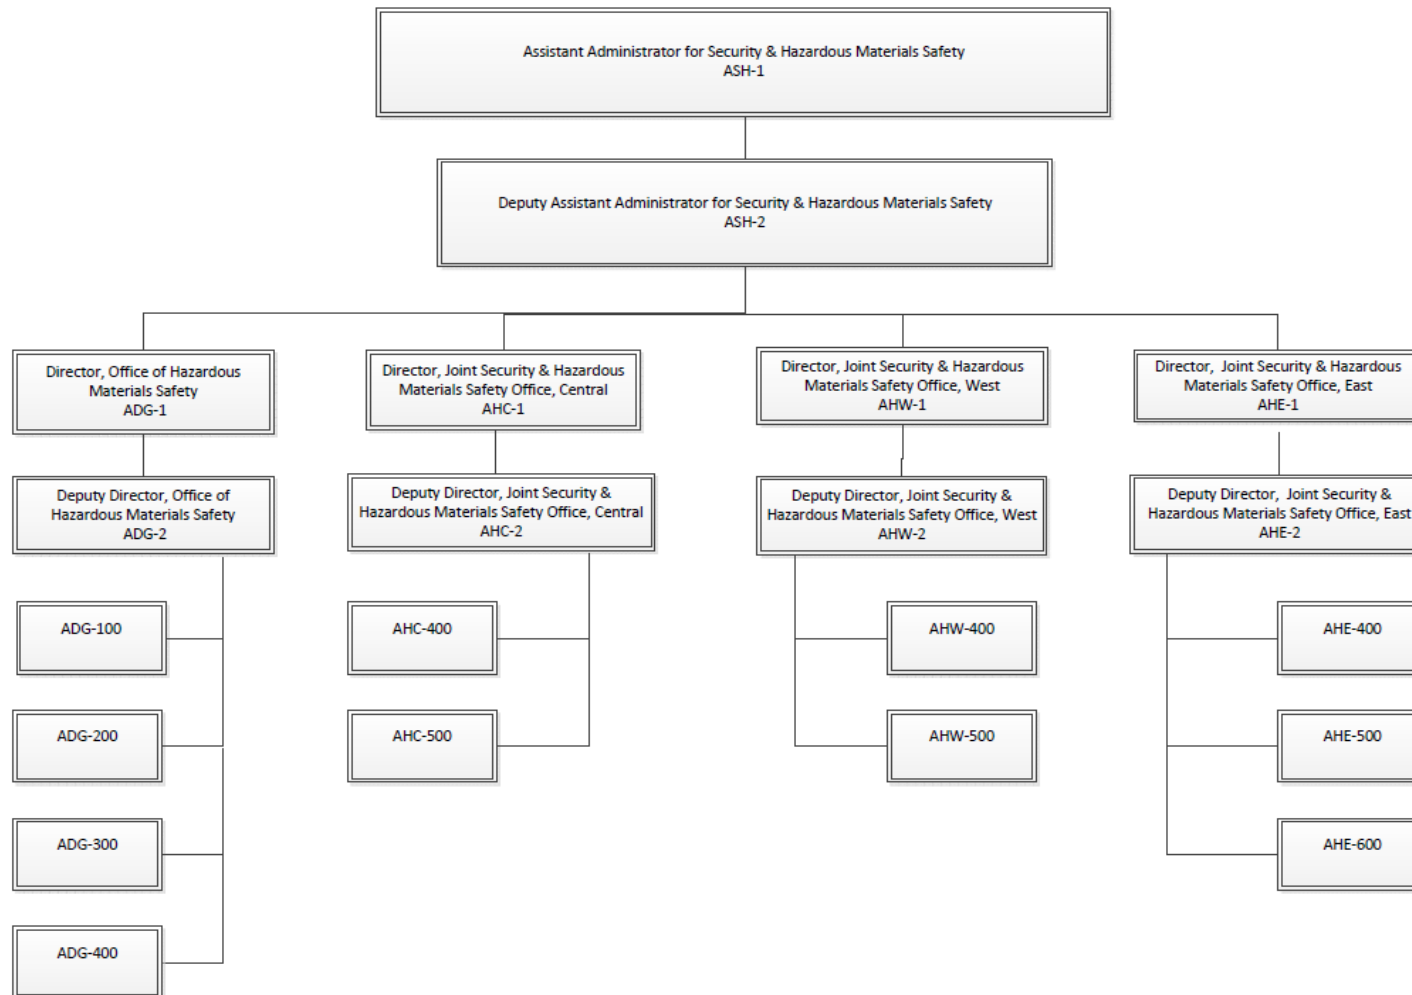 Assistant Administrator for Security & Hazardous Materials Safety
ASH-1
Deputy Assistant Administrator for Security & Hazardous Materials Safety
ASH-2
Director, Office of Hazardous
Materials Safety
ADG-1
Director, Joint Security & Hazardous
Materials Safety Office, Central
AHC-1
Director, Joint Security & Hazardous
Materials Safety Office, West
AHW-1
Director, Joint Security & Hazardous
Materials Safety Office, East
AHE-1
Deputy Director, Office of
Hazardous Materials Safety
ADG-2
Deputy Director, Joint Security &
Hazardous Materials Safety Office, Central
AHC-2
Deputy Director, Joint Security &
Hazardous Materials Safety Office, West
AHW-2
Deputy Director, Joint Security &
Hazardous Materials Safety Office, East
AHE-2
ADG-100
AHC-400
AHW-400
AHE-400
ADG-200
AHC-500
AHW-500
AHE-500
ADG-300
AHE-600
ADG-400